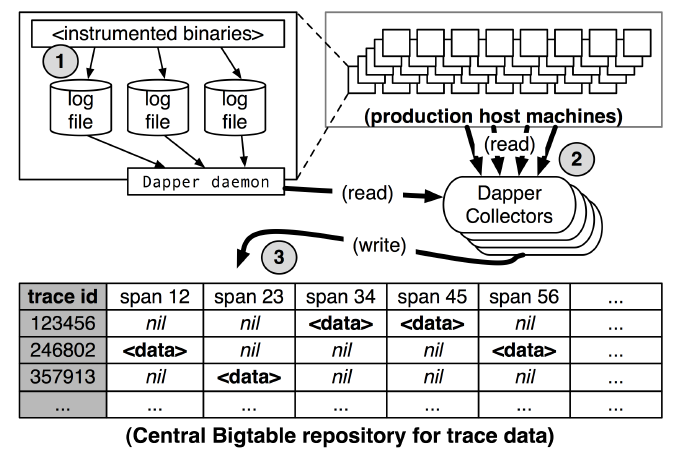 <instrumented binaries>
1
log file
log file
log file
Dapper daemon
(production host machines)
(read)
2
(read)
Dapper
Collectors
(write)
3
trace id span 12 span 23 span 34 span 45 span 56 ...
123456 nil nil <data> <data> nil ...
246802 <data> nil nil nil <data> ...
357913 nil <data> nil nil nil ...
... ... ... ... ... ... ...
(Central Bigtable repository for trace data)